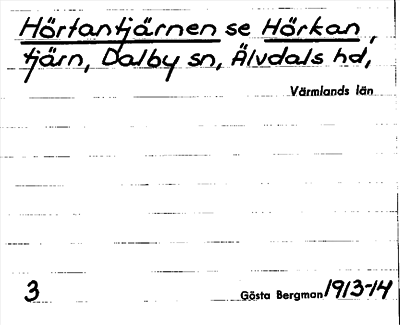 Hörtantjärnen se Hörkan,
tjärn, Dalby sn, Älvdals hd,
Värmlands län
3
Gösta Bergman 1913-14